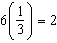 6(1/3) = 2